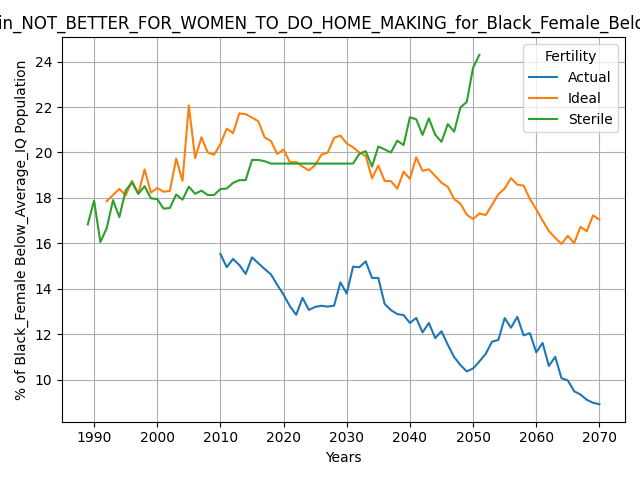 in_NOT_BETTER_FOR_WOMEN_TO_DO_HOME_MAKING_for_Black_Female_Belo
% of Black_Female Below_Average_IQ Population
24
22
20
18
16
14
12
10
Fertility
Actual
Ideal
Sterile
1990 2000 2010 2020 2030 2040 2050 2060 2070
Years